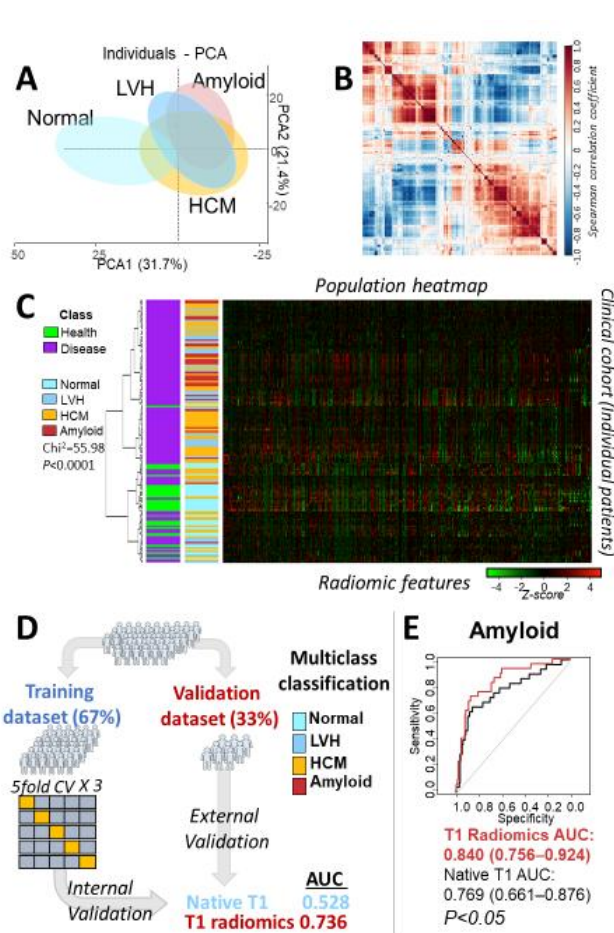 Individuals - PCA
A
LVH
Amyloid
Normal
HCM
20
0
-20
PCA2 (21.4%)
50
25
-25
PCA1 (31.7%)
B
1.0
0.8
0.6
0.4
0.2
0
-0.2
-0.4
-0.6
-0.8
-1.0
Spearman correlation coefficient
Population heatmap
C
Class
Health
Disease
Normal
LVH
HCM
Amyloid
Chi²=55.98
P<0.0001
Clinical cohort (Individual patients)
Radiomic features
-4 -2 0 2 4
Z-score
D
Training
dataset (67%)
Validation
dataset (33%)
Multiclass
classification
Normal
LVH
HCM
Amyloid
5fold CV X 3
External
Validation
Internal
Validation
AUC
Native T1 0.528
T1 radiomics 0.736
E
Amyloid
Sensitivity
1.0
0.8
0.6
0.4
0.2
0.0
1.0 0.8 0.6 0.4 0.2 0.0
Specificity
T1 Radiomics AUC:
0.840 (0.756–0.924)
Native T1 AUC:
0.769 (0.661–0.876)
P<0.05